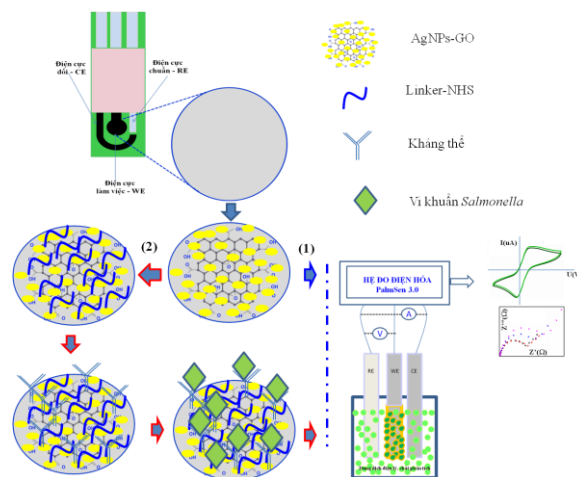 Điện cực
đối - CE
Điện cực
chuẩn - RE
Điện cực
làm việc - WE
AgNPs-GO
Linker-NHS
Kháng thể
Vi khuẩn Salmonella
(2)
(1)
HỆ ĐO ĐIỆN HÓA
PalmSen 3.0
A
V
RE
WE
CE
I(uA)
U(V
Z''(Ω)
Z'(Ω)